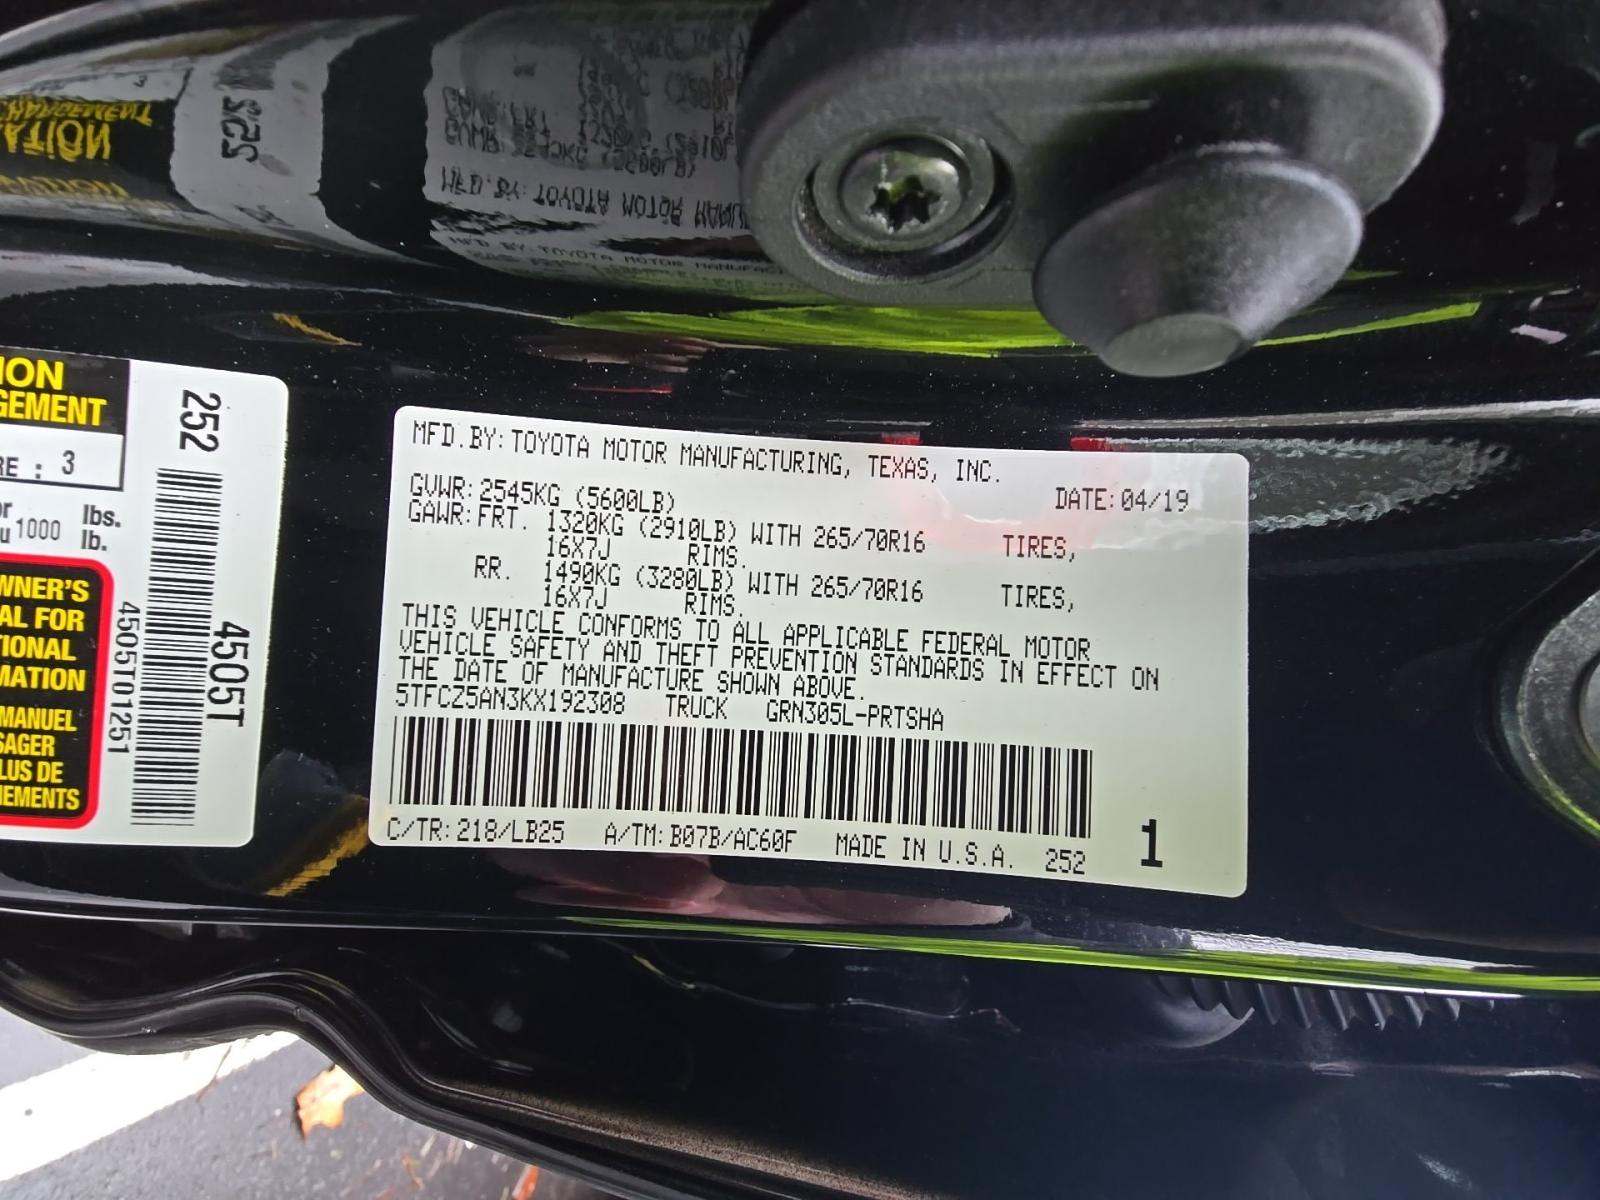 ION
GEMENT
RE : 3
or lbs.
u 1000 lb.
WNER'S
AL FOR
TIONAL
MATION
MANUEL
SAGER
LUS DE
NEMENTS
252
4505T
4505T01251
MFD.BY:TOYOTA MOTOR MANUFACTURING, TEXAS, INC.
GVWR:2545KG (5600LB) DATE:04/19
GAWR:FRT. 1320KG (2910LB) WITH 265/70R16 TIRES,
16X7J RIMS.
RR. 1490KG (3280LB) WITH 265/70R16 TIRES,
16X7J RIMS.
THIS VEHICLE CONFORMS TO ALL APPLICABLE FEDERAL MOTOR
VEHICLE SAFETY AND THEFT PREVENTION STANDARDS IN EFFECT ON
THE DATE OF MANUFACTURE SHOWN ABOVE.
5TFCZ5AN3KX192308 TRUCK GRN305L-PRTSHA
C/TR:218/LB25 A/TM:B07B/AC60F MADE IN U.S.A. 252
1